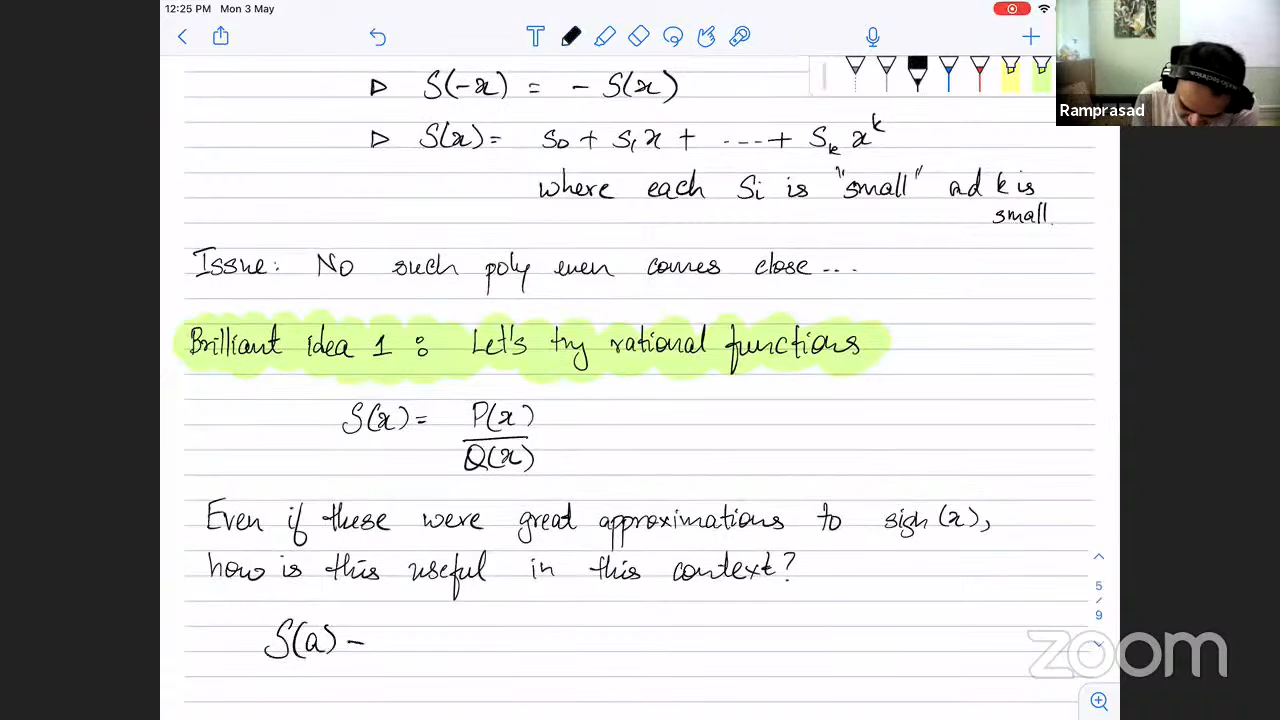 12:25 PM Mon 3 May
Ramprasad
▷ S(-x) = - S(x)
▷ S(x) = s₀ + s₁x + ----+ Sₖ xᵏ
where each Si is "small" ad k is
small.
Issue: No such poly even comes close ...
Brilliant idea 1 : Let's try rational functions
S(x) = P(x)
Q(x)
Even if these were great approximations to sign(x),
how is this useful in this context?
S(a) -
5
/
9
zoom